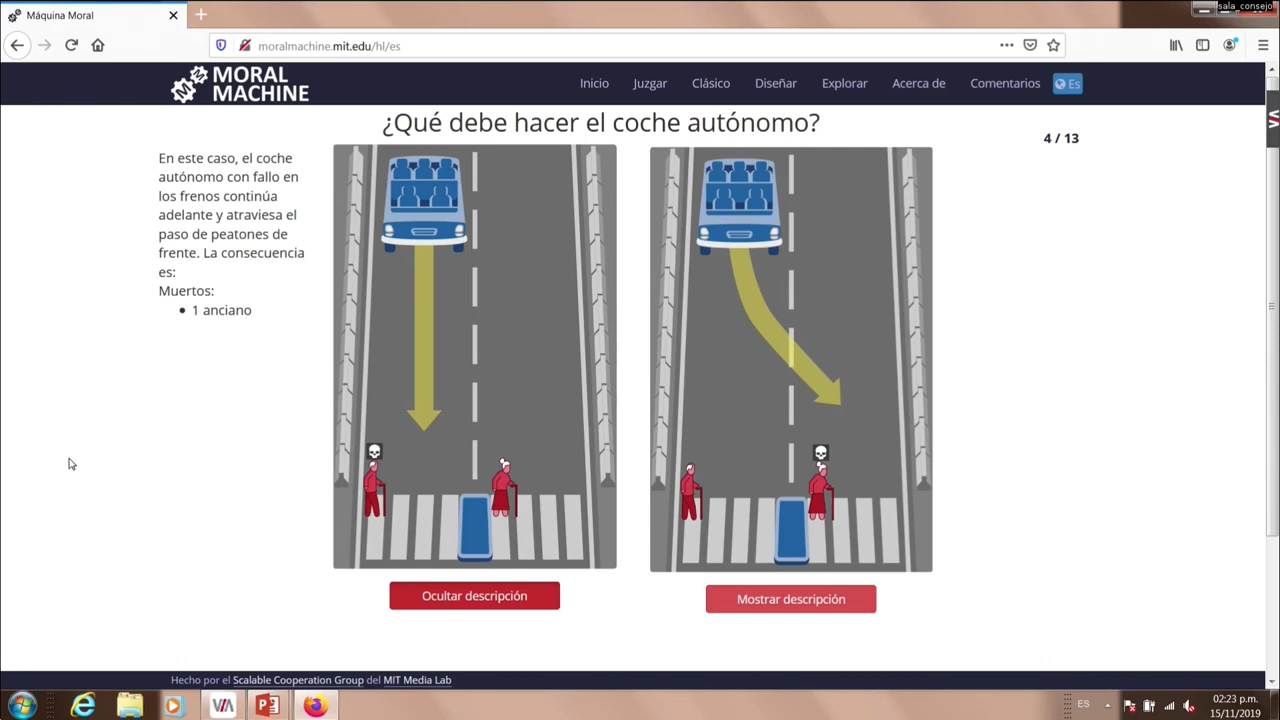 sala_consejo
Máquina Moral
moralmachine.mit.edu/hl/es
MORAL
MACHINE
Inicio
Juzgar
Clásico
Diseñar
Explorar
Acerca de
Comentarios
Es
¿Qué debe hacer el coche autónomo?
4 / 13
En este caso, el coche
autónomo con fallo en
los frenos continúa
adelante y atraviesa el
paso de peatones de
frente. La consecuencia
es:
Muertos:
1 anciano
Ocultar descripción
Mostrar descripción
Hecho por el Scalable Cooperation Group del MIT Media Lab
ES
02:23 p.m.
15/11/2019